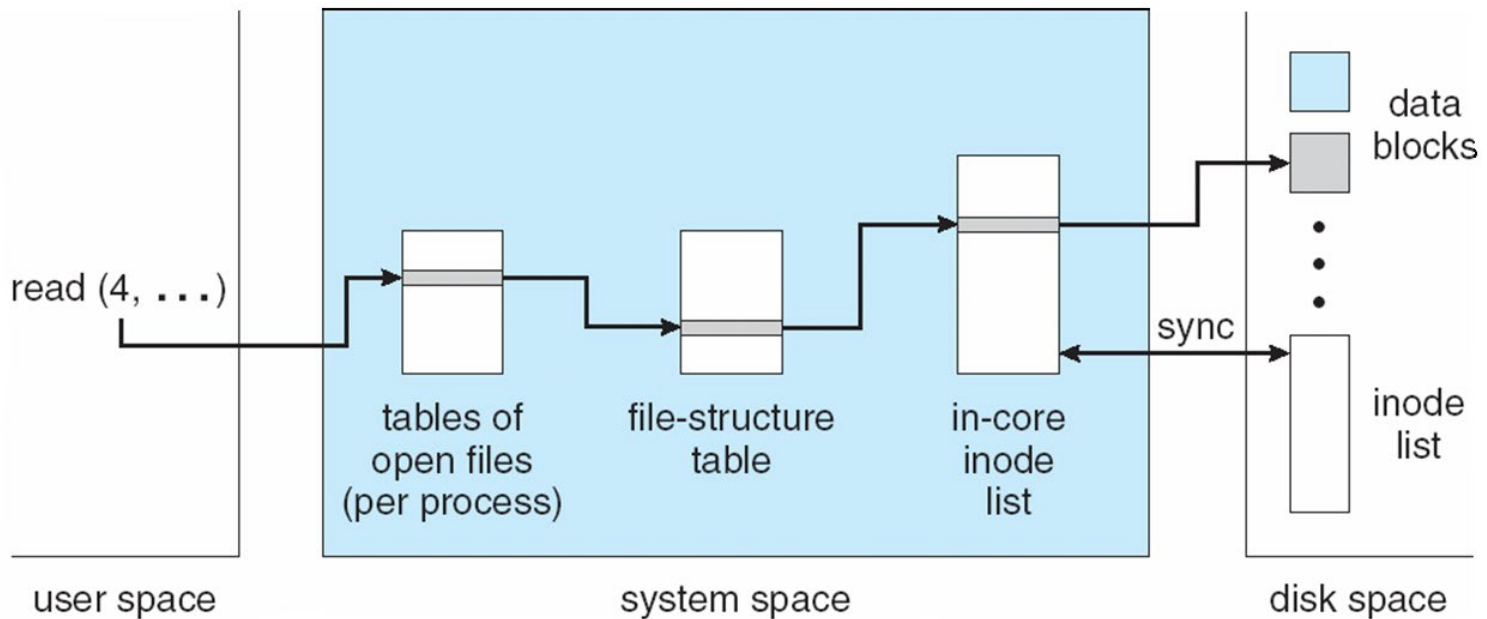 data
blocks
read (4, ...)
sync
tables of
open files
(per process)
file-structure
table
in-core
inode
list
inode
list
user space
system space
disk space